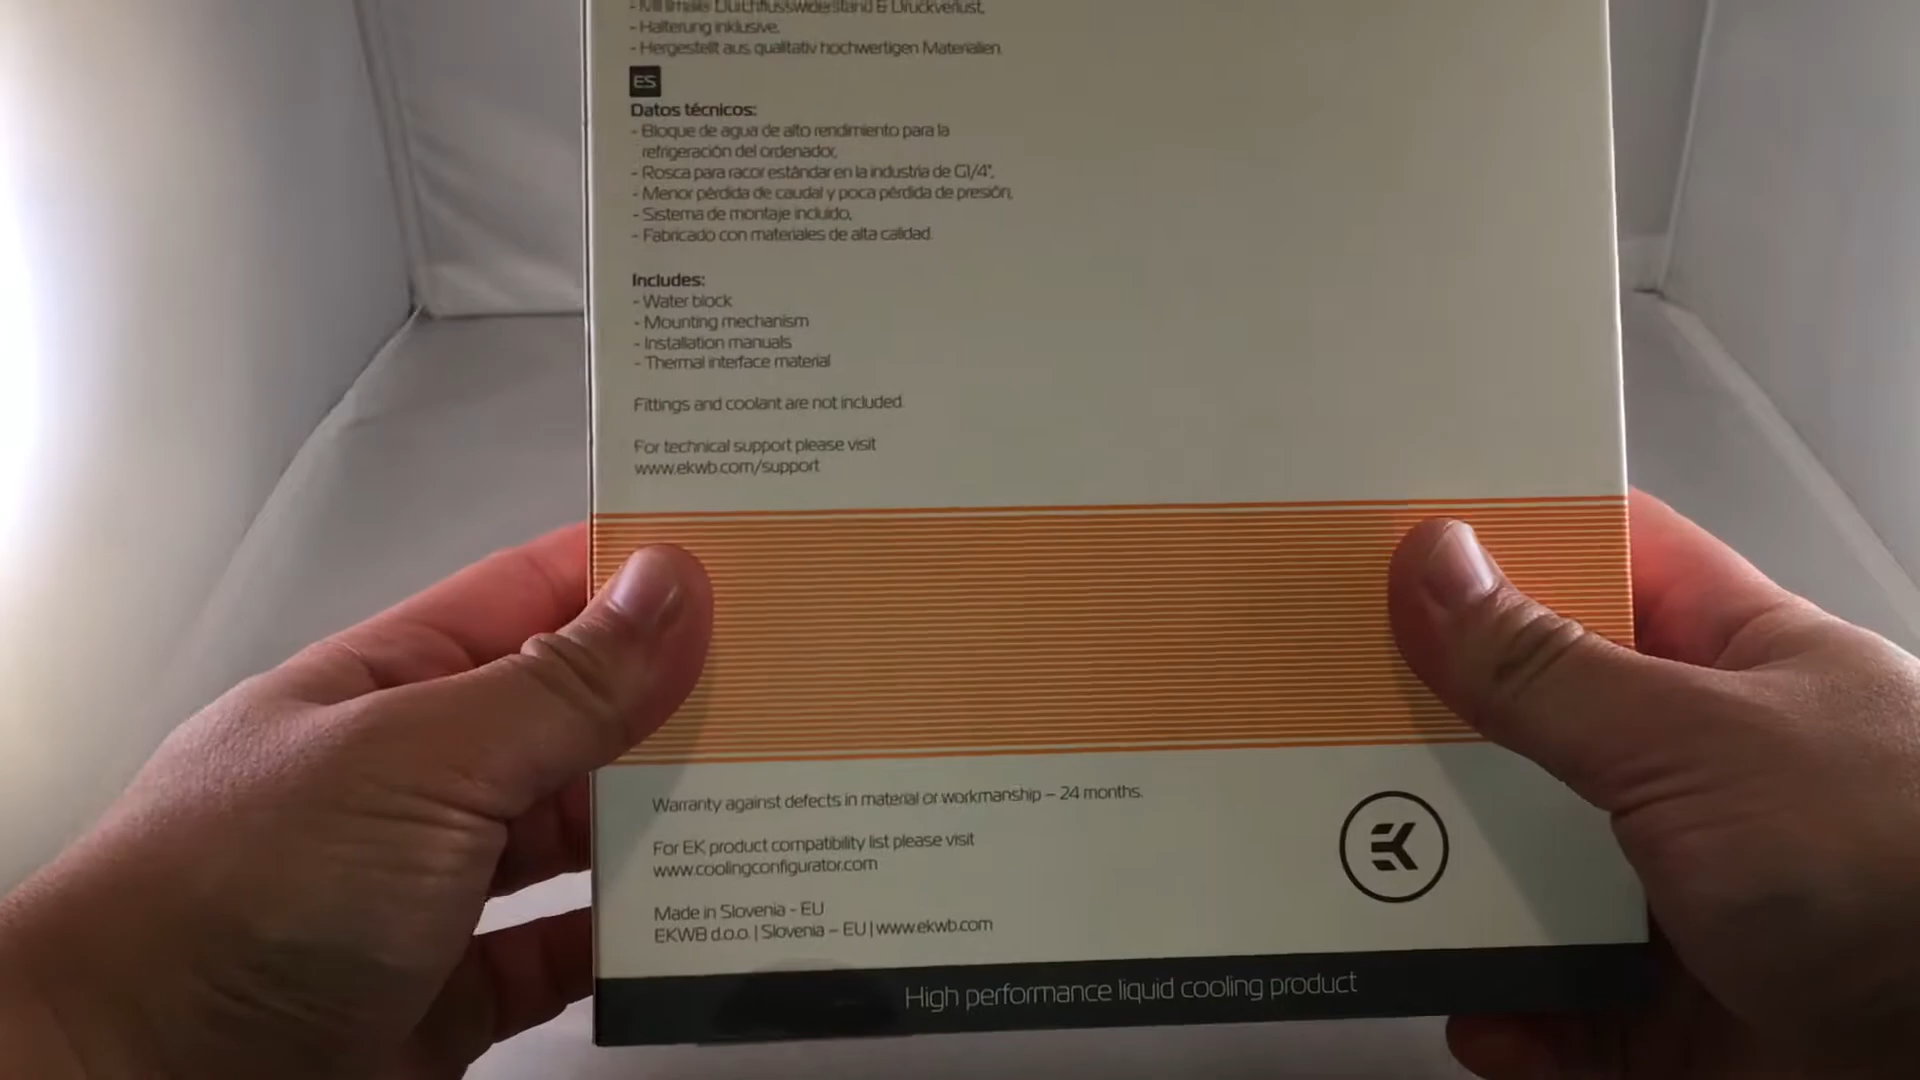 - Minimaler Durchflusswiderstand & Druckverlust,
- Halterung inklusive,
- Hergestellt aus qualitativ hochwertigen Materialien.
ES
Datos técnicos:
- Bloque de agua de alto rendimiento para la
refrigeración del ordenador,
- Rosca para racor estándar en la industria de G1/4",
- Menor pérdida de caudal y poca pérdida de presión,
- Sistema de montaje incluido,
- Fabricado con materiales de alta calidad.
Includes:
- Water block
- Mounting mechanism
- Installation manuals
- Thermal interface material
Fittings and coolant are not included.
For technical support please visit
www.ekwb.com/support
Warranty against defects in material or workmanship – 24 months.
For EK product compatibility list please visit
www.coolingconfigurator.com
Made in Slovenia - EU
EKWB d.o.o. | Slovenia – EU | www.ekwb.com
EK
High performance liquid cooling product